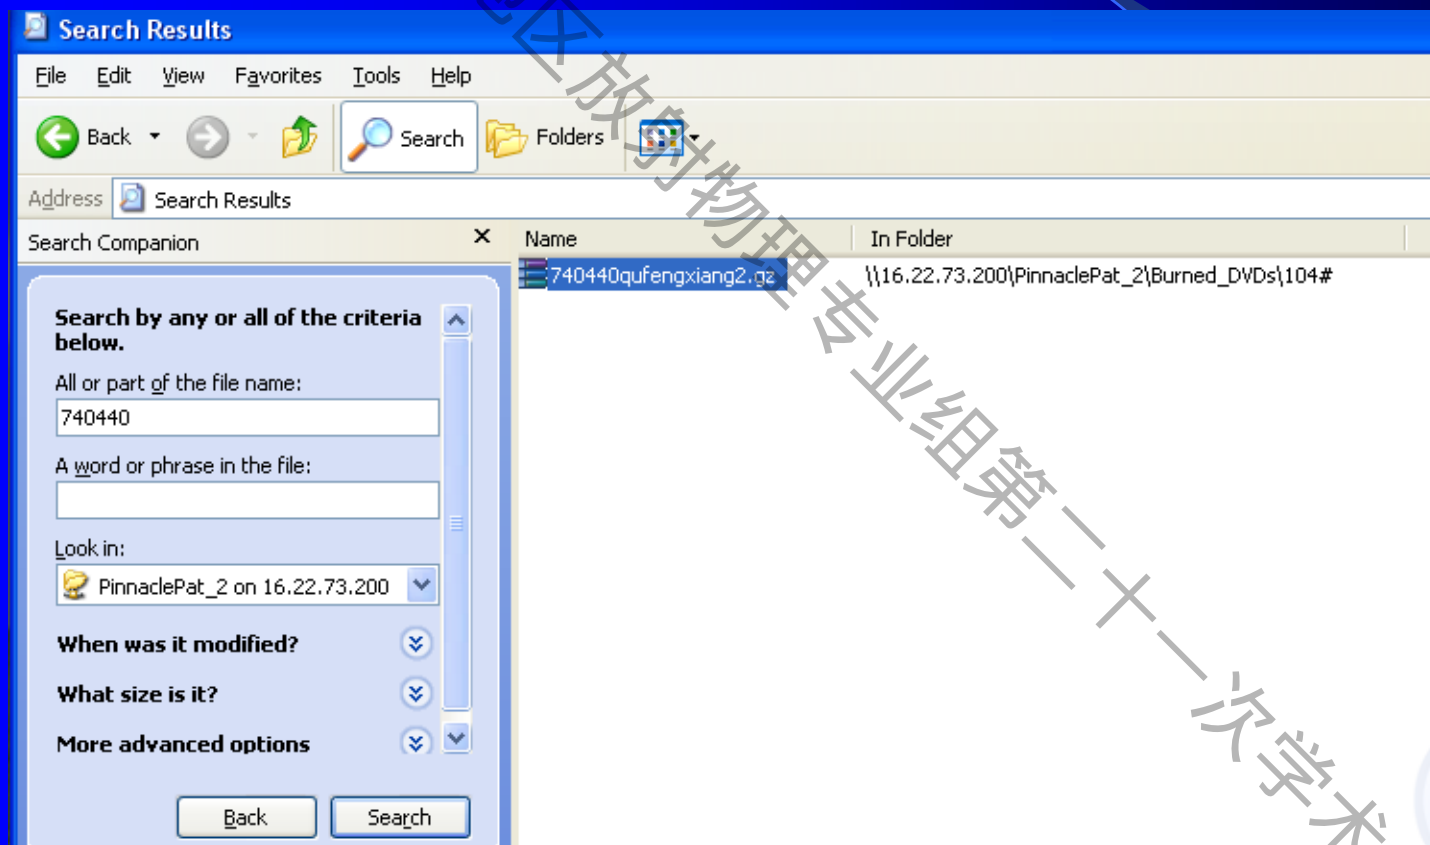 Search Results
File Edit View Favorites Tools Help
Back Search Folders
Address Search Results
Search Companion
Name In Folder
740440qufengxiang2.gz \\16.22.73.200\PinnaclePat_2\Burned_DVDs\104#
Search by any or all of the criteria
below.
All or part of the file name:
740440
A word or phrase in the file:
Look in:
PinnaclePat_2 on 16.22.73.200
When was it modified?
What size is it?
More advanced options
Back Search
区放射物理专业组第二十一次学术